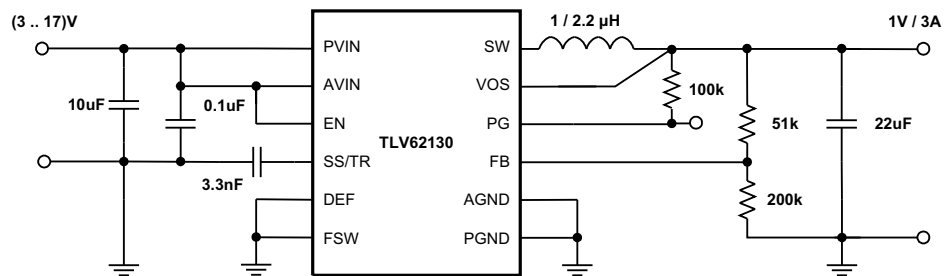 (3 .. 17)V
1 / 2.2 µH
1V / 3A
PVIN
SW
AVIN
VOS
10uF
0.1uF
100k
EN
PG
TLV62130
51k
22uF
SS/TR
FB
3.3nF
DEF
AGND
200k
FSW
PGND